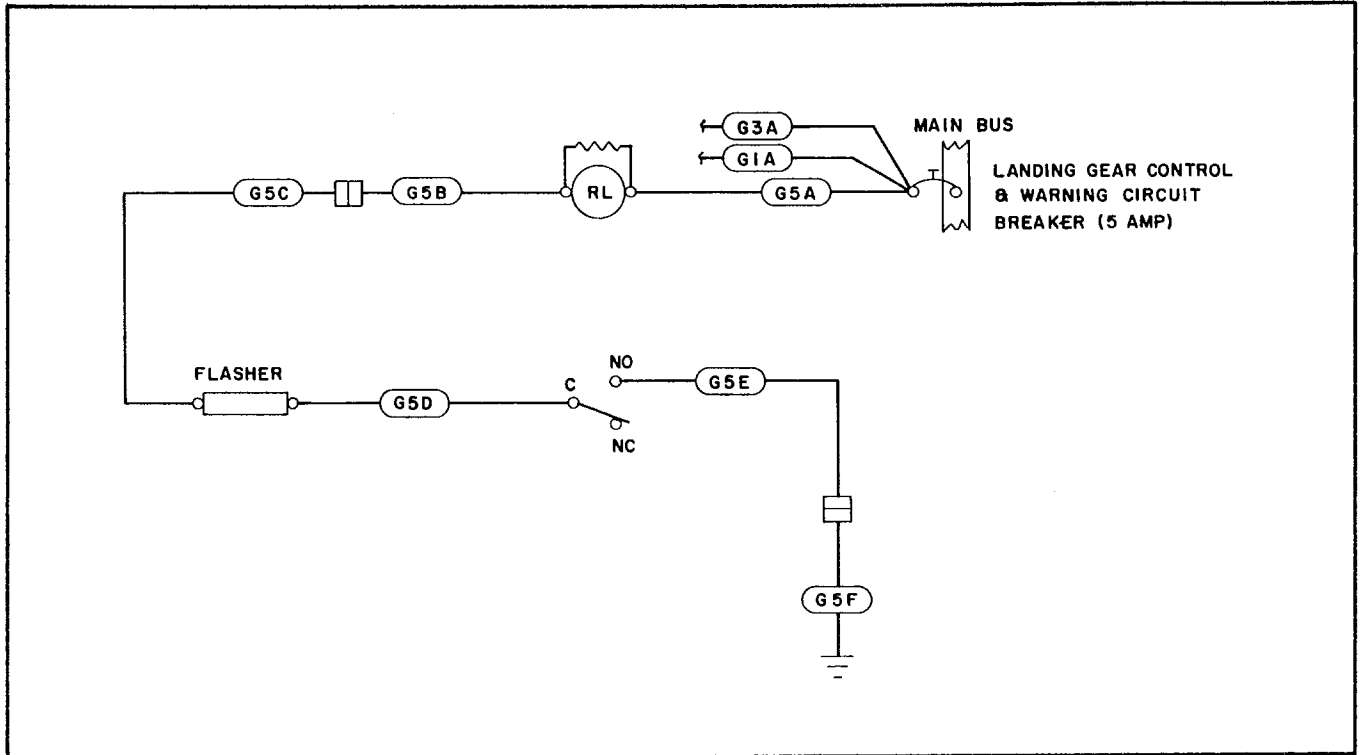 G3A
MAIN BUS
G1A
LANDING GEAR CONTROL
& WARNING CIRCUIT
BREAKER (5 AMP)
G5C
G5B
RL
G5A
FLASHER
NO
C
G5E
G5D
NC
G5F